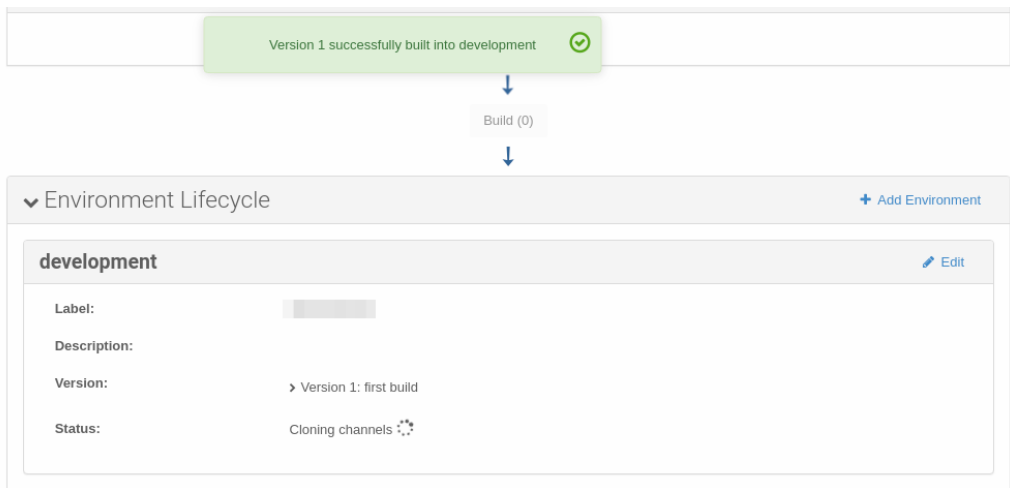 Version 1 successfully built into development
Build (0)
Environment Lifecycle
Add Environment
development
Edit
Label:
Description:
Version:
Version 1: first build
Status:
Cloning channels